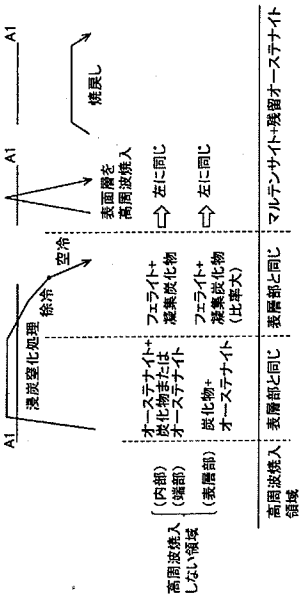 A1
A1
A1
浸炭窒化処理
徐冷
空冷
表面層を
高周波焼入
焼戻し
高周波焼入
しない領域
(内部)
(端部)
(表層部)
オーステナイト+
炭化物または
オーステナイト
炭化物+
オーステナイト
フェライト+
凝集炭化物
フェライト+
凝集炭化物
(比率大)
⇨ 左に同じ
⇨ 左に同じ
高周波焼入
領域
表層部と同じ
表層部と同じ
マルテンサイト+残留オーステナイト